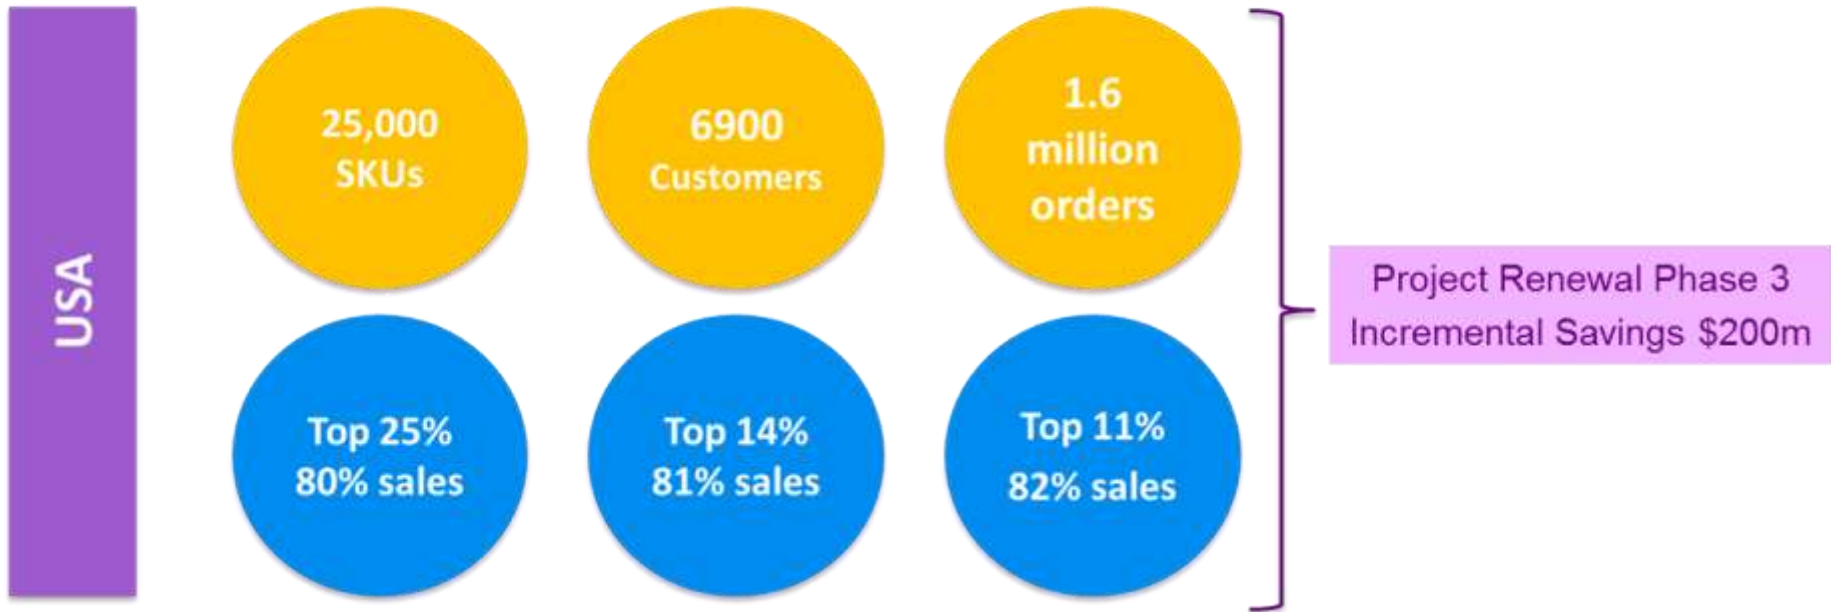 USA
25,000
SKUs
6900
Customers
1.6
million
orders
Top 25%
80% sales
Top 14%
81% sales
Top 11%
82% sales
Project Renewal Phase 3
Incremental Savings $200m